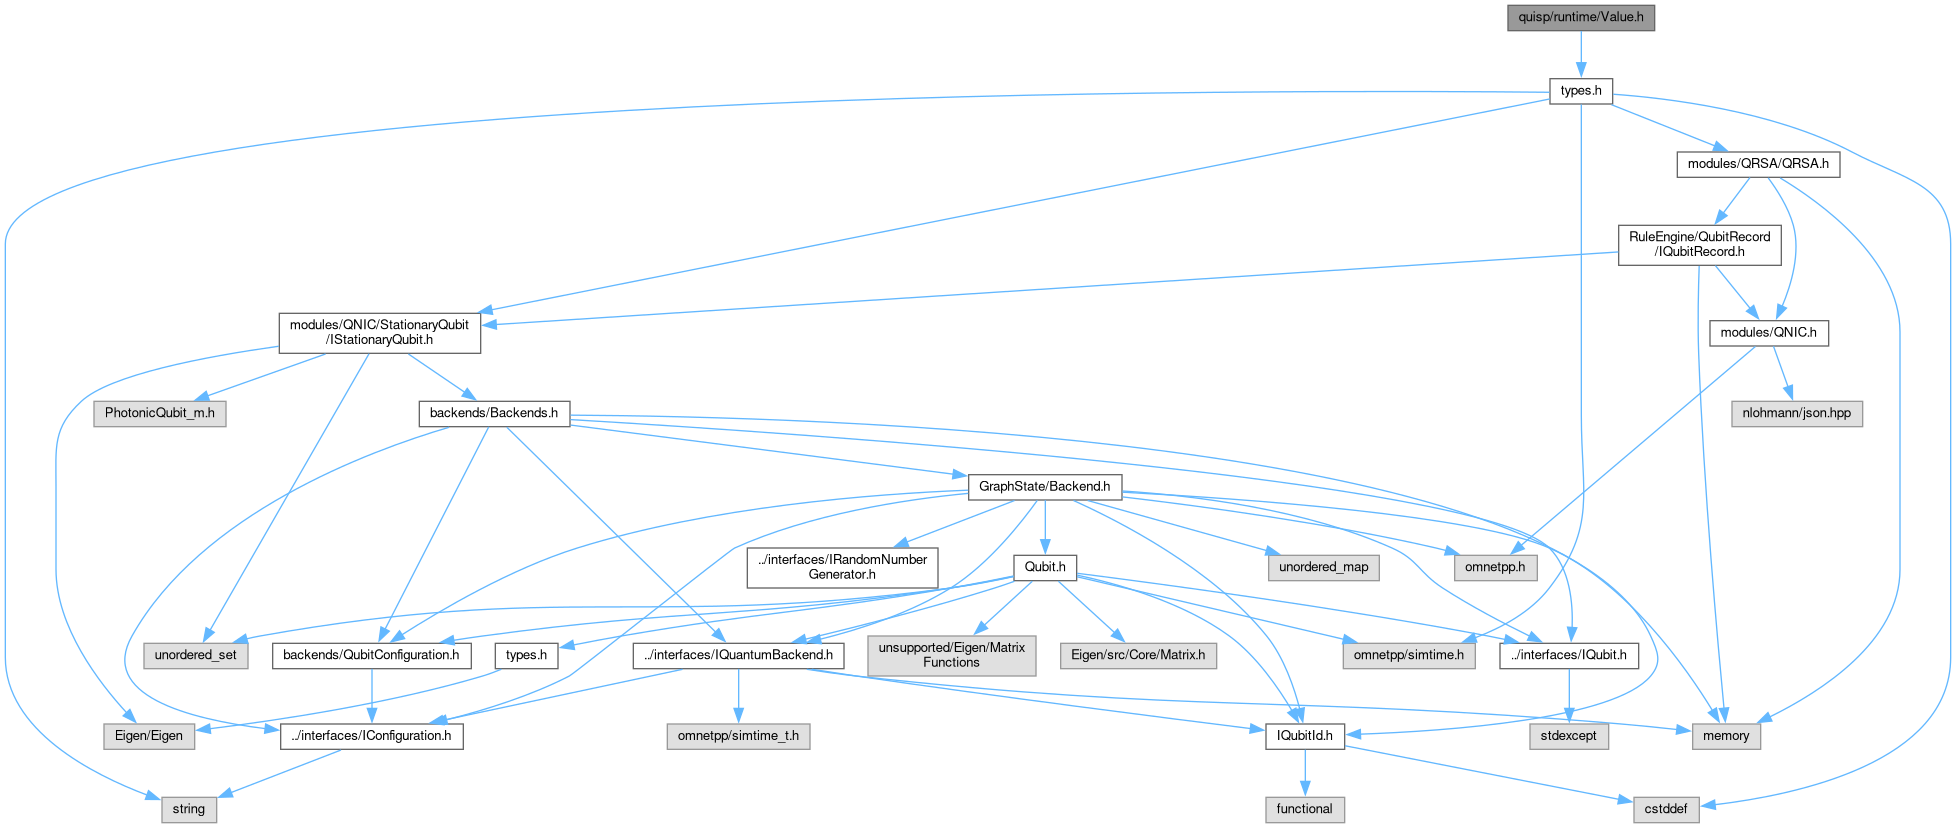 quisp/runtime/Value.h
types.h
modules/QRSA/QRSA.h
RuleEngine/QubitRecord
/IQubitRecord.h
modules/QNIC/StationaryQubit
/IStationaryQubit.h
modules/QNIC.h
PhotonicQubit_m.h
backends/Backends.h
nlohmann/json.hpp
GraphState/Backend.h
../interfaces/IRandomNumber
Generator.h
Qubit.h
unordered_map
omnetpp.h
unordered_set
backends/QubitConfiguration.h
types.h
../interfaces/IQuantumBackend.h
unsupported/Eigen/Matrix
Functions
Eigen/src/Core/Matrix.h
omnetpp/simtime.h
../interfaces/IQubit.h
Eigen/Eigen
../interfaces/IConfiguration.h
omnetpp/simtime_t.h
IQubitId.h
stdexcept
memory
string
functional
cstddef